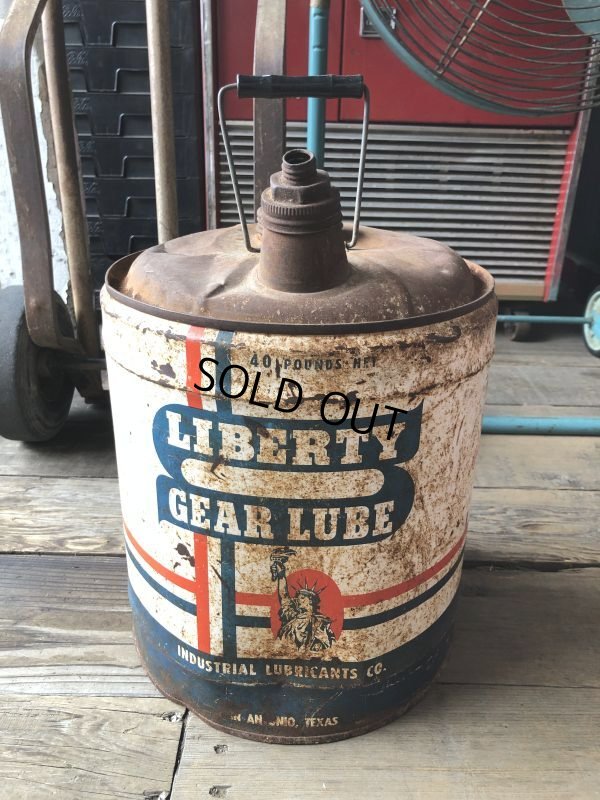 40 POUNDS NET
SOLD OUT
LIBERTY
GEAR LUBE
INDUSTRIAL LUBRICANTS CO.
TEXAS